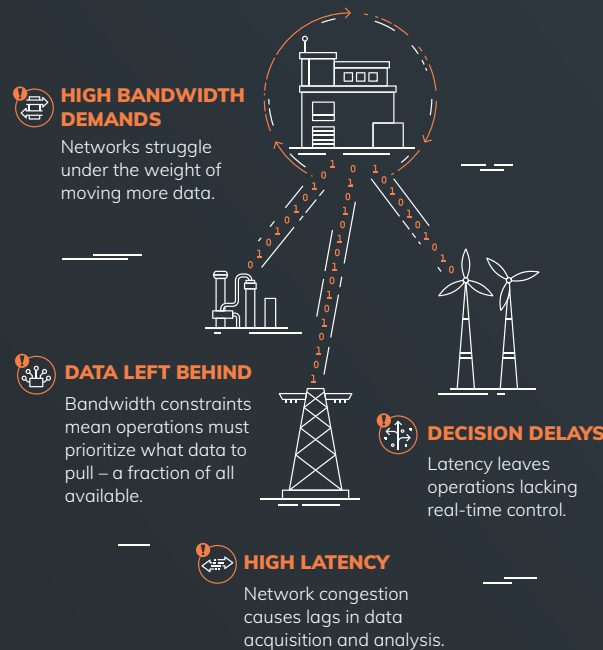 HIGH BANDWIDTH
DEMANDS
Networks struggle
under the weight of
moving more data.
DATA LEFT BEHIND
Bandwidth constraints
mean operations must
prioritize what data to
pull – a fraction of all
available.
DECISION DELAYS
Latency leaves
operations lacking
real-time control.
HIGH LATENCY
Network congestion
causes lags in data
acquisition and analysis.